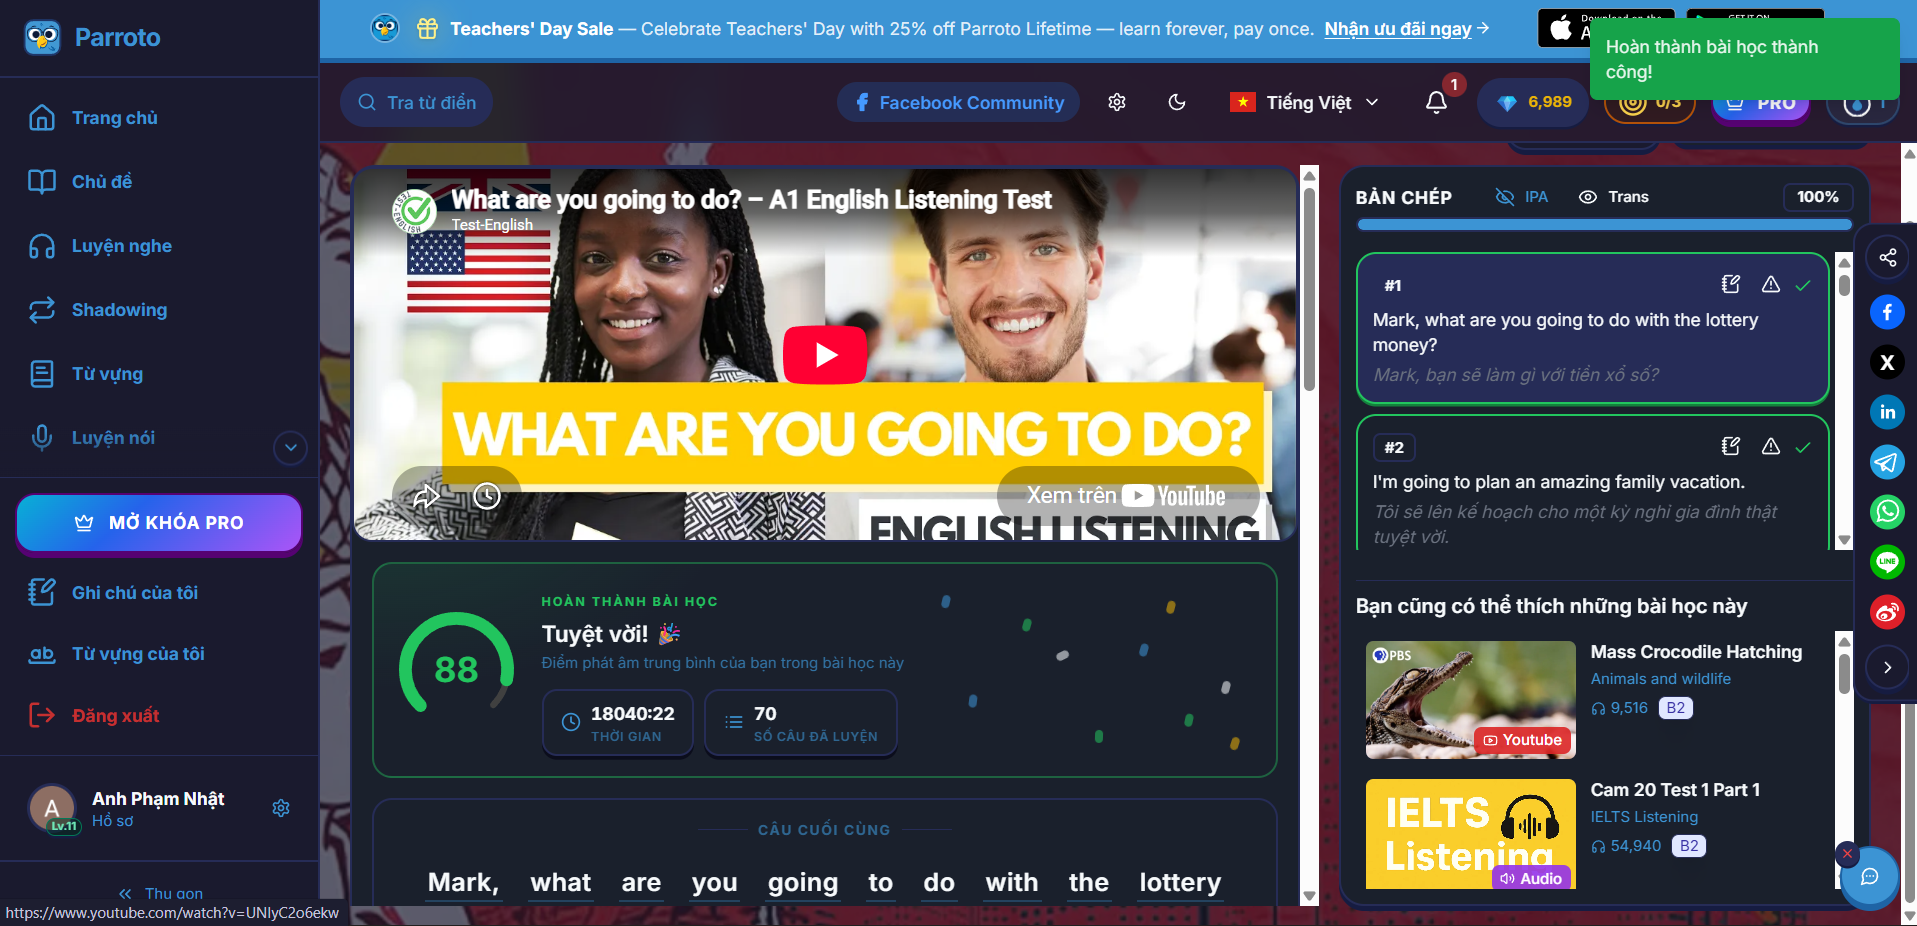 Parroto
Trang chủ
Chủ đề
Luyện nghe
Shadowing
Từ vựng
Luyện nói
MỞ KHÓA PRO
Ghi chú của tôi
Từ vựng của tôi
Đăng xuất
A
Lv.11
Anh Phạm Nhật
Hồ sơ
Thu gọn
https://www.youtube.com/watch?v=UNlyC2o6ekw
Teachers' Day Sale — Celebrate Teachers' Day with 25% off Parroto Lifetime — learn forever, pay once. Nhận ưu đãi ngay
Hoàn thành bài học thành
công!
Tra từ điển
Facebook Community
Tiếng Việt
1
6,989
0/3
PRO
1
TEST-ENGLISH
What are you going to do? – A1 English Listening Test
Test-English
WHAT ARE YOU GOING TO DO?
Xem trên YouTube
ENGLISH LISTENING
HOÀN THÀNH BÀI HỌC
88
Tuyệt vời! 🎉
Điểm phát âm trung bình của bạn trong bài học này
18040:22
THỜI GIAN
70
SỐ CÂU ĐÃ LUYỆN
CÂU CUỐI CÙNG
Mark, what are you going to do with the lottery
BẢN CHÉP
IPA
Trans
100%
#1
Mark, what are you going to do with the lottery
money?
Mark, bạn sẽ làm gì với tiền xổ số?
#2
I'm going to plan an amazing family vacation.
Tôi sẽ lên kế hoạch cho một kỳ nghỉ gia đình thật
tuyệt vời.
Bạn cũng có thể thích những bài học này
PBS
Youtube
Mass Crocodile Hatching
Animals and wildlife
9,516
B2
IELTS
Listening
Audio
Cam 20 Test 1 Part 1
IELTS Listening
54,940
B2
X
in
LINE